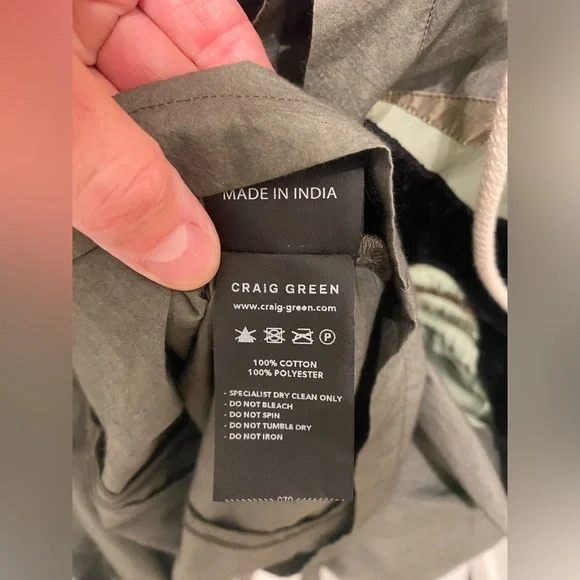 MADE IN INDIA
CRAIG GREEN
www.craig-green.com
P
100% COTTON
100% POLYESTER
- SPECIALIST DRY CLEAN ONLY
- DO NOT BLEACH
- DO NOT SPIN
- DO NOT TUMBLE DRY
- DO NOT IRON